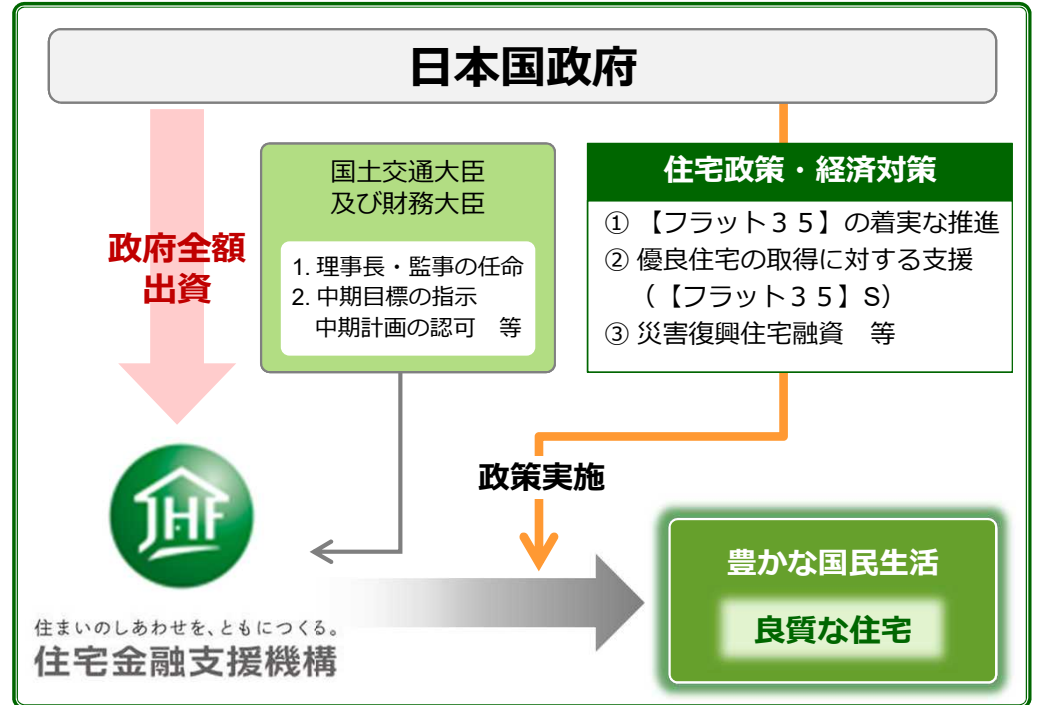 日本国政府
政府全額
出資
国土交通大臣
及び財務大臣
1. 理事長・監事の任命
2. 中期目標の指示
中期計画の認可　等
住宅政策・経済対策
① 【フラット３５】の着実な推進
② 優良住宅の取得に対する支援
（【フラット３５】S）
③ 災害復興住宅融資　等
政策実施
JHF
住まいのしあわせを、ともにつくる。
住宅金融支援機構
豊かな国民生活
良質な住宅